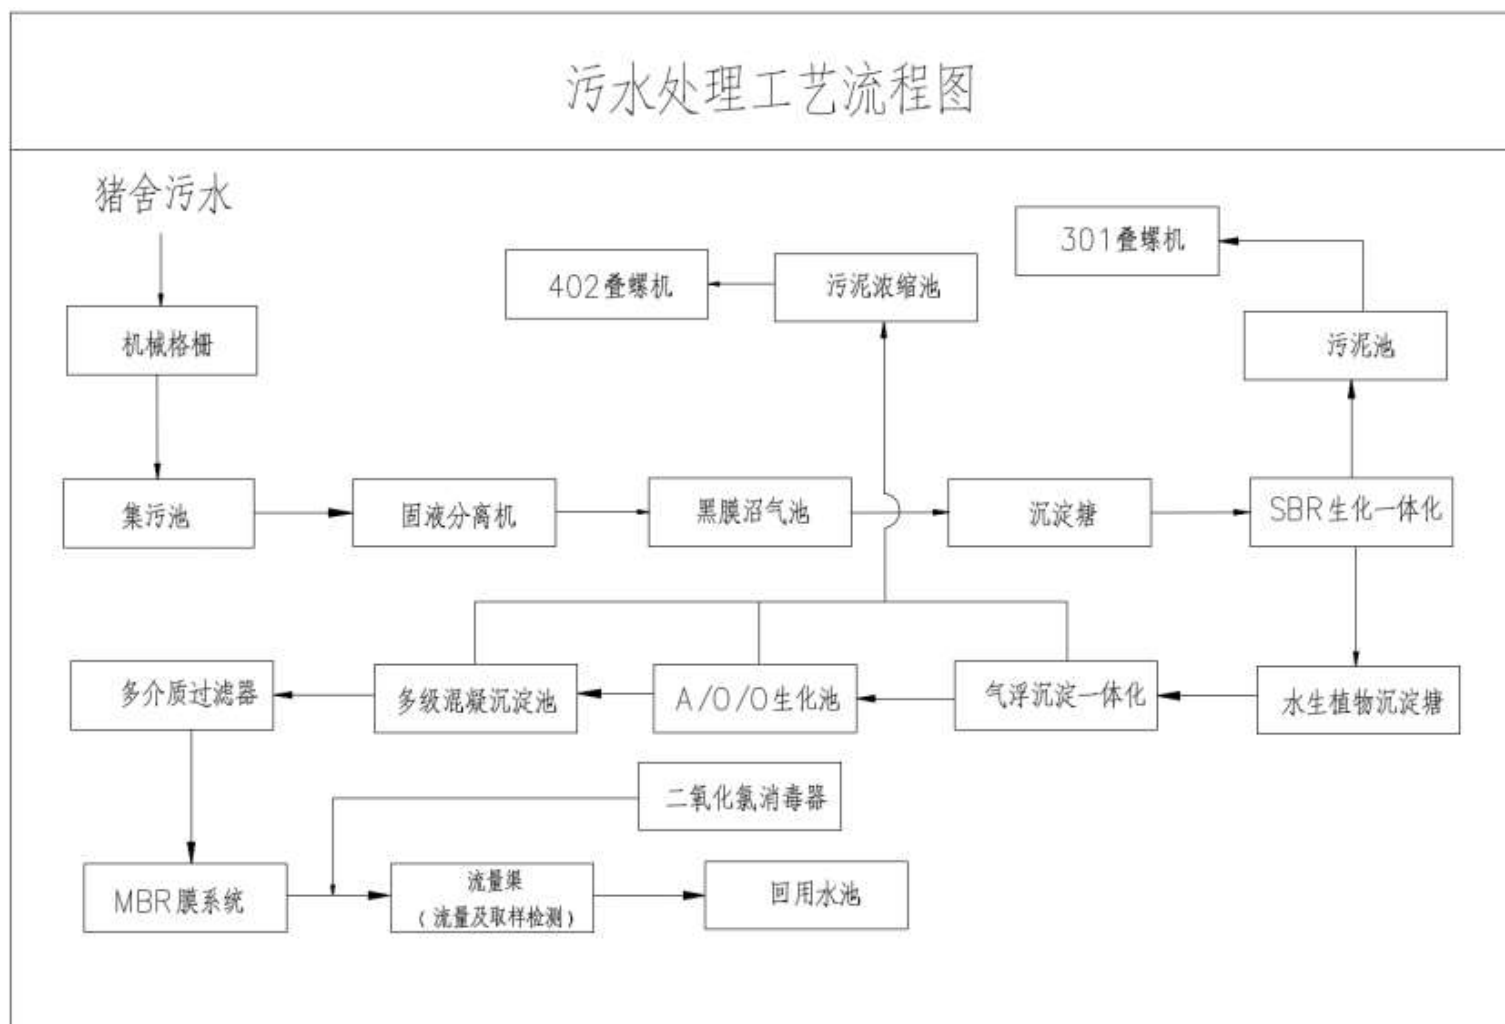 污水处理工艺流程图
猪舍污水
301叠螺机
402叠螺机
污泥浓缩池
机械格栅
污泥池
集污池
固液分离机
黑膜沼气池
沉淀塘
SBR生化一体化
多介质过滤器
多级混凝沉淀池
A/O/O生化池
气浮沉淀一体化
水生植物沉淀塘
二氧化氯消毒器
MBR膜系统
流量渠
(流量及取样检测)
回用水池